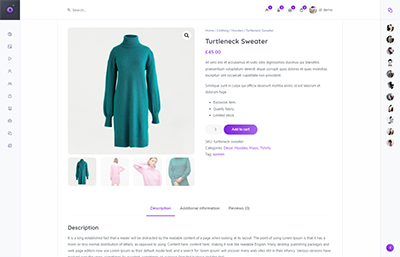 Search
dt demo
Home / Clothing / Hoodies / Turtleneck Sweater
Turtleneck Sweater
£45.00
At vero eos et accusamus et iusto odio dignissimos ducimus qui blanditiis
praesentium voluptatum deleniti atque corrupti quos dolores et quas molestias
excepturi sint occaecati cupiditate non provident.
Similique sunt in culpa qui officia deserunt mollitia animi, id est laborum et
dolorum fuga.
Exclusive item
Quality fabric
Limited stock
1
Add to cart
SKU: turtleneck sweater
Categories: Decor, Hoodies, Tshirts
Tag: women
Description
Additional information
Reviews (0)
Description
It is a long established fact that a reader will be distracted by the readable content of a page when looking at its layout. The point of using Lorem Ipsum is that it has a
more-or-less normal distribution of letters, as opposed to using 'Content here, content here', making it look like readable English. Many desktop publishing packages and
web page editors now use Lorem Ipsum as their default model text, and a search for 'lorem ipsum' will uncover many web sites still in their infancy.